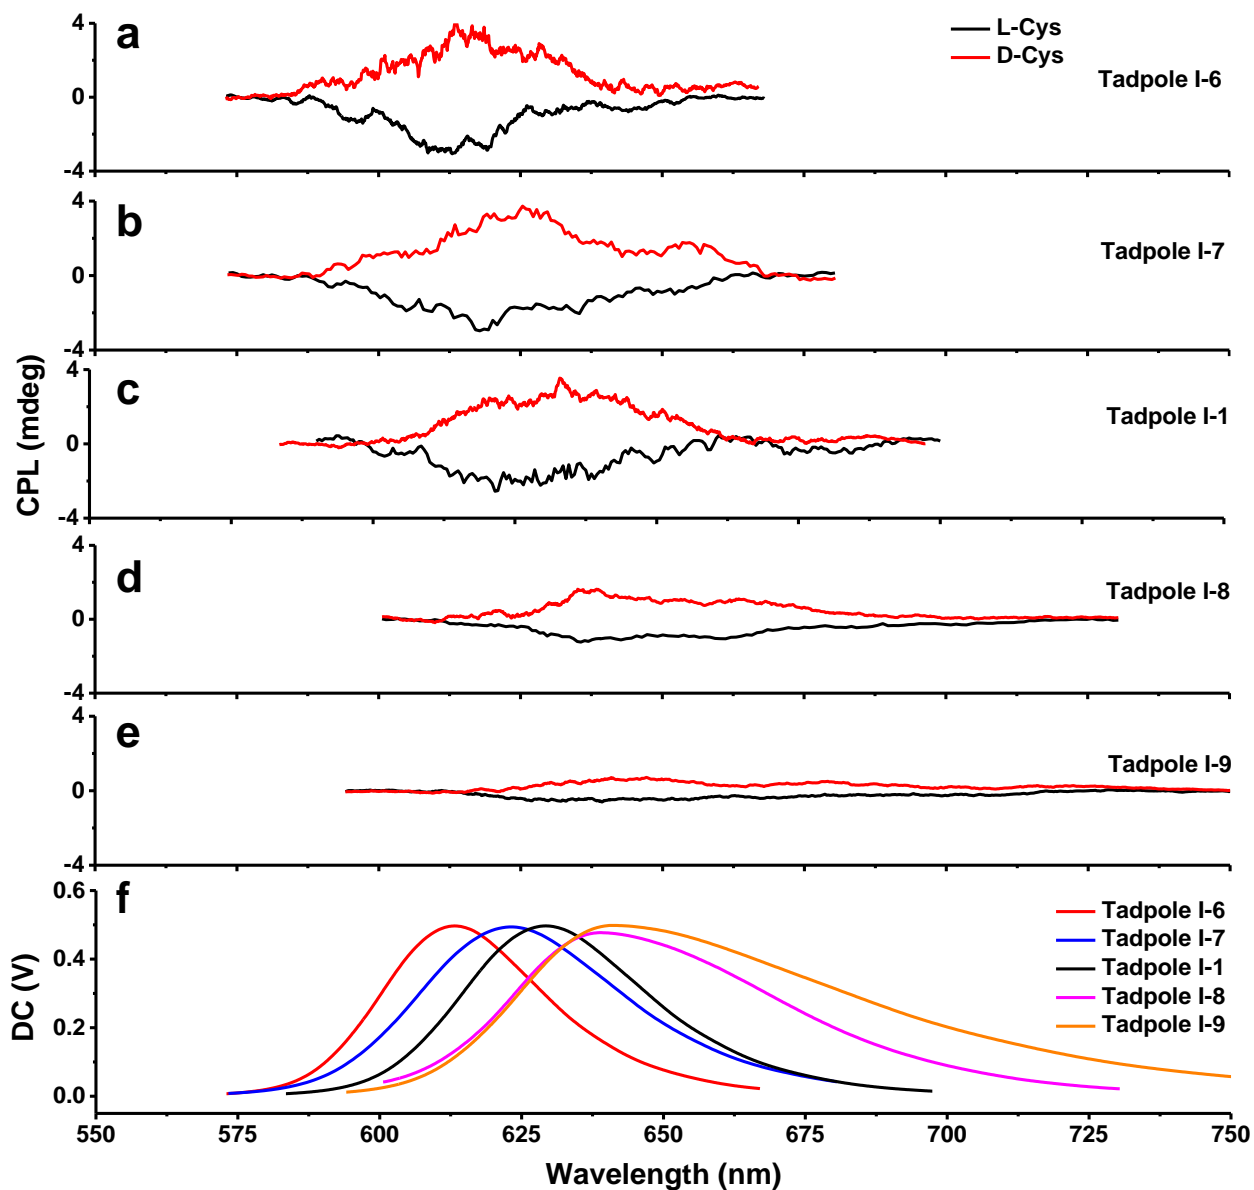 a
4
0
-4
L-Cys
D-Cys
Tadpole I-6
b
4
0
-4
Tadpole I-7
c
4
0
-4
Tadpole I-1
CPL (mdeg)
d
4
0
-4
Tadpole I-8
e
4
0
-4
Tadpole I-9
f
0.6
0.4
0.2
0.0
DC (V)
Tadpole I-6
Tadpole I-7
Tadpole I-1
Tadpole I-8
Tadpole I-9
550 575 600 625 650 675 700 725 750
Wavelength (nm)